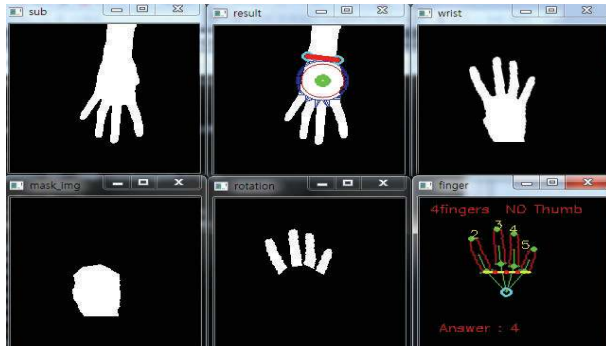 sub
result
wrist
mask_img
rotation
finger
4fingers NO Thumb
3
4
2
5
Answer : 4